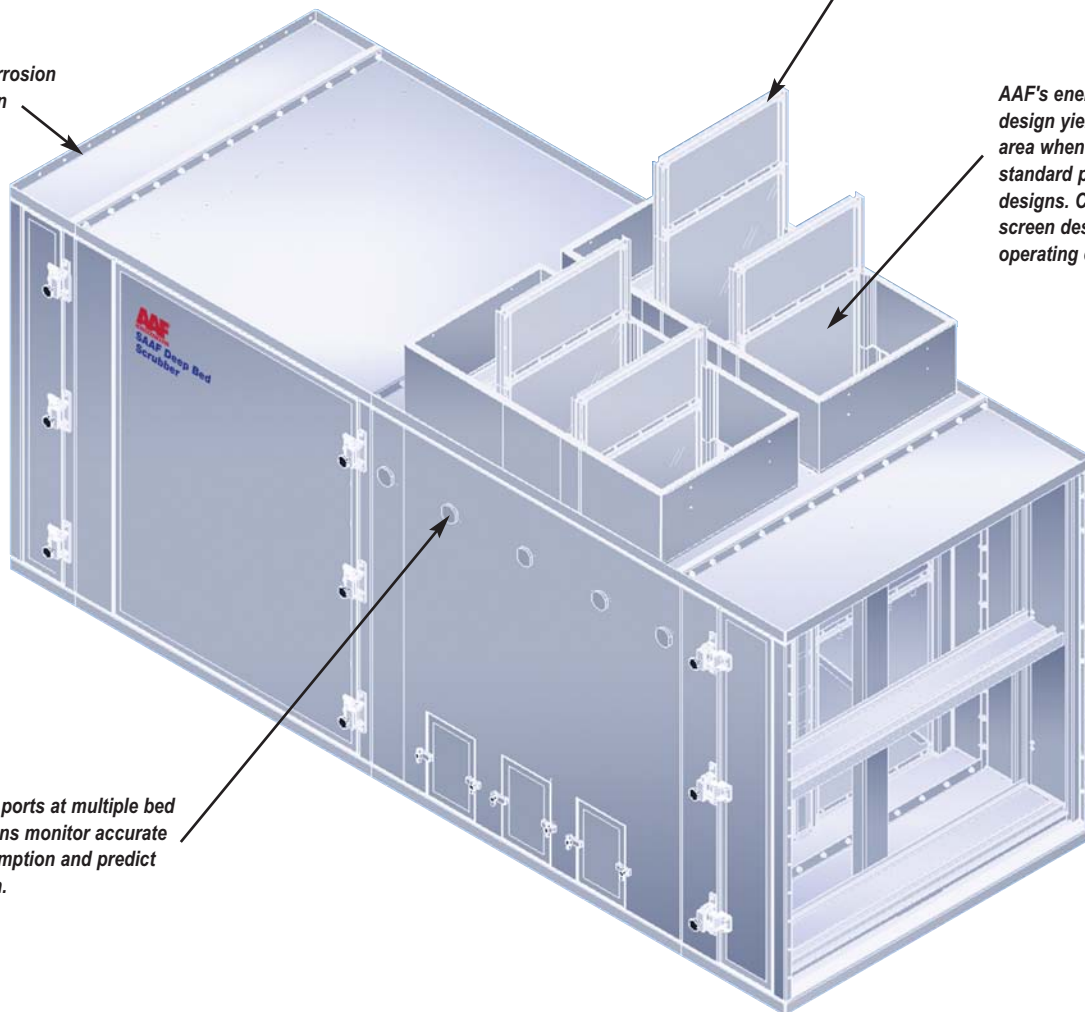 rrosion
n
AAF's ene
design yie
area when
standard p
designs. C
screen des
operating
AAF
SAAF Deep Bed
Scrubber
ports at multiple bed
ns monitor accurate
mption and predict